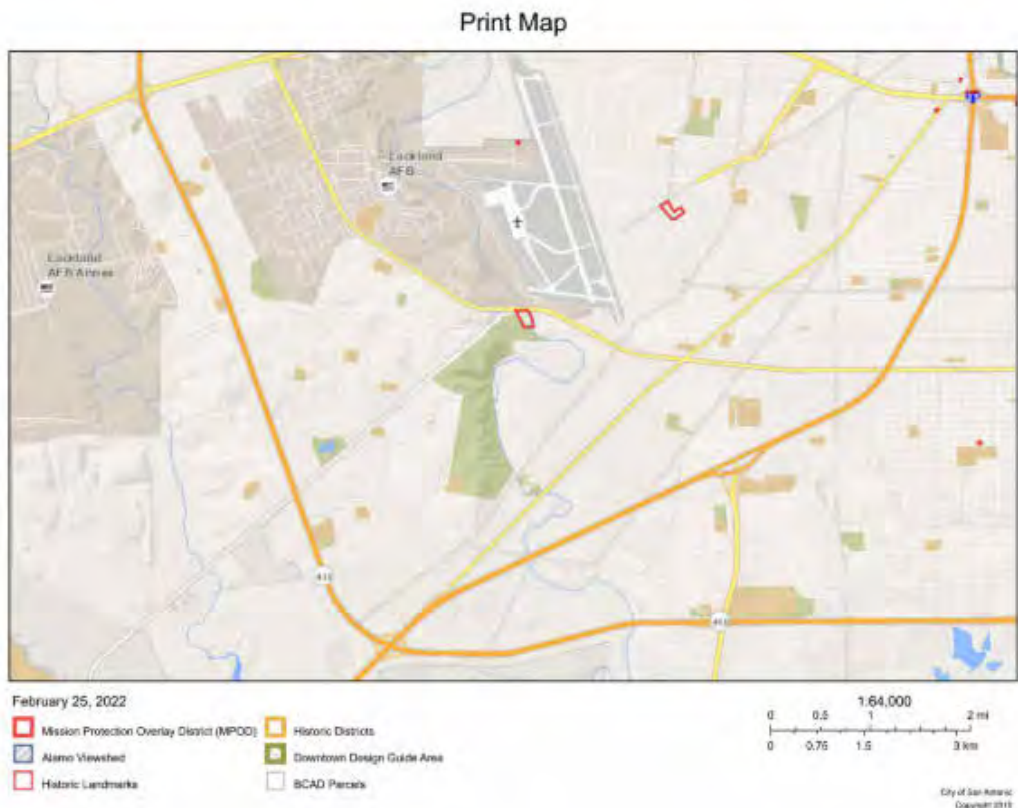 Print Map
Lackland
AFB
Lackland
AFB Annex
410
410
February 25, 2022
Mission Protection Overlay District (MPOD)
Alamo Viewshed
Historic Landmarks
Historic Districts
Downtown Design Guide Area
BCAD Parcels
1:64,000
0 0.5 1 2 mi
0 0.75 1.5 3 km
City of San Antonio
Copyright 2019